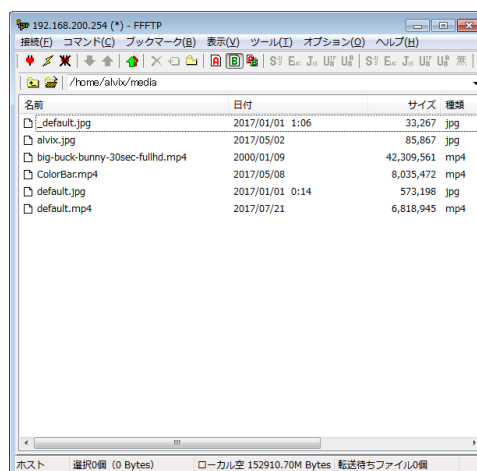 192.168.200.254 (*) - FFFTP
接続(F) コマンド(C) ブックマーク(B) 表示(V) ツール(T) オプション(O) ヘルプ(H)
/home/alvix/media
名前 日付 サイズ 種類
_default.jpg 2017/01/01 1:06 33,267 jpg
alvix.jpg 2017/05/02 85,867 jpg
big-buck-bunny-30sec-fullhd.mp4 2000/01/09 42,309,561 mp4
ColorBar.mp4 2017/05/08 8,035,472 mp4
default.jpg 2017/01/01 0:14 573,198 jpg
default.mp4 2017/07/21 6,818,945 mp4
ホスト 選択0個 (0 Bytes) ローカル空 152910.70M Bytes 転送待ちファイル0個